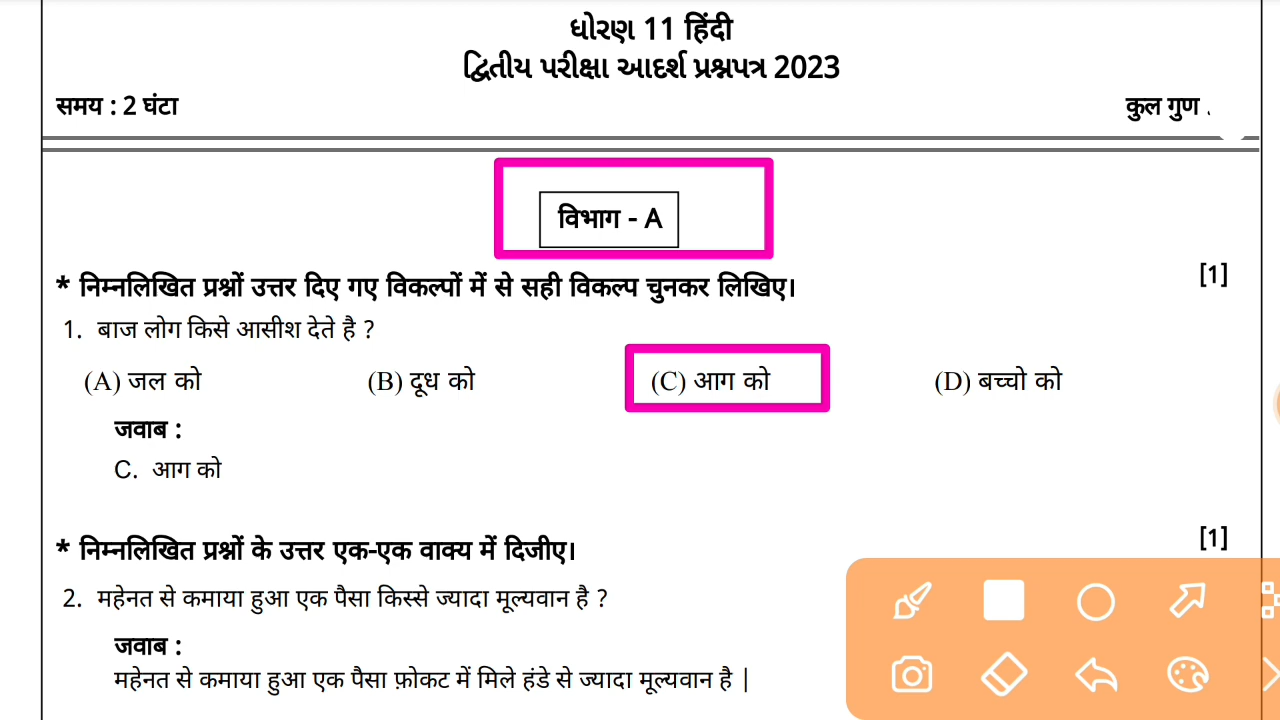 ધોરણ 11 હિંદી
દ્વિતીય પરીક્ષા આદર્શ પ્રશ્નપત્ર 2023
समय : 2 घंटा
कुल गुण .
विभाग - A
* निम्नलिखित प्रश्नों उत्तर दिए गए विकल्पों में से सही विकल्प चुनकर लिखिए।
[1]
1. बाज लोग किसे आसीश देते है ?
(A) जल को (B) दूध को (C) आग को (D) बच्चो को
जवाब :
C. आग को
* निम्नलिखित प्रश्नों के उत्तर एक-एक वाक्य में दिजीए।
[1]
2. महेनत से कमाया हुआ एक पैसा किस्से ज्यादा मूल्यवान है ?
जवाब :
महेनत से कमाया हुआ एक पैसा फ़ोकट में मिले हंडे से ज्यादा मूल्यवान है |